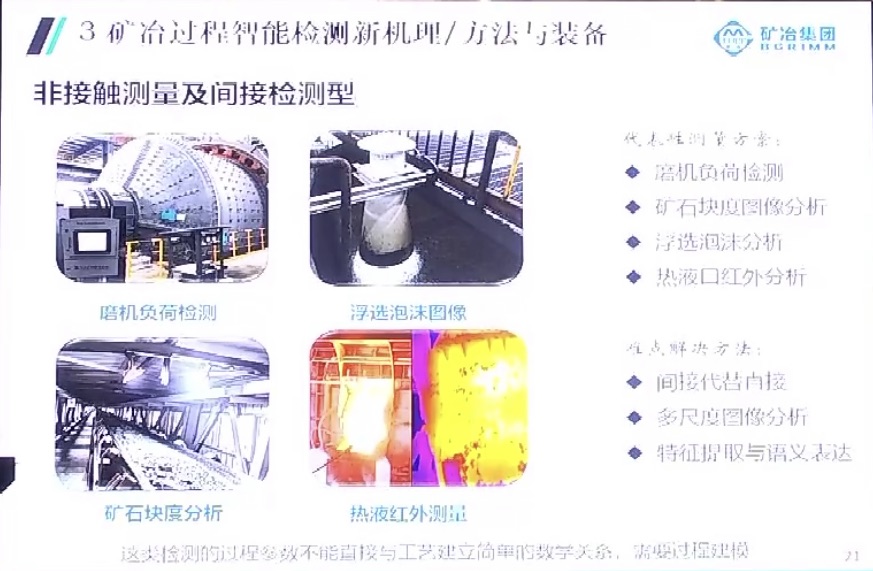 3 矿冶过程智能检测新机理/方法与装备
矿冶集团
BGRIMM
非接触测量及间接检测型
磨机负荷检测
浮选泡沫图像
矿石块度分析
热液红外测量
代表性测量方案：
磨机负荷检测
矿石块度图像分析
浮选泡沫分析
热液口红外分析
难点解决方法：
间接代替直接
多尺度图像分析
特征提取与语义表达
这类检测的过程参数不能直接与工艺建立简单的数学关系，需要过程建模
21